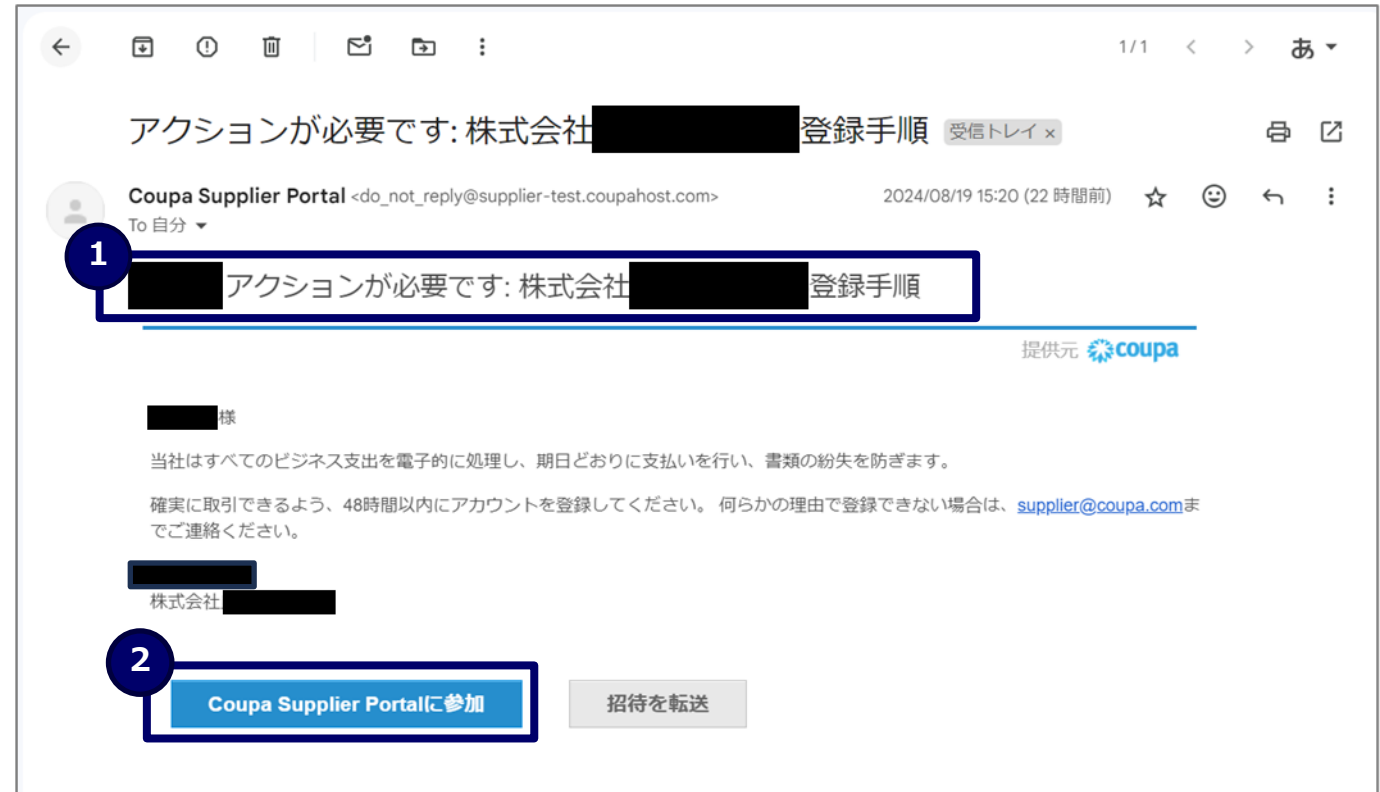 1/1 あ
アクションが必要です: 株式会社 登録手順 受信トレイ ×
Coupa Supplier Portal <do_not_reply@supplier-test.coupahost.com> 2024/08/19 15:20 (22 時間前)
To 自分
1
アクションが必要です: 株式会社 登録手順
提供元 coupa
様
当社はすべてのビジネス支出を電子的に処理し、期日どおりに支払いを行い、書類の紛失を防ぎます。
確実に取引できるよう、48時間以内にアカウントを登録してください。 何らかの理由で登録できない場合は、supplier@coupa.comま
でご連絡ください。
株式会社
2
Coupa Supplier Portalに参加 招待を転送